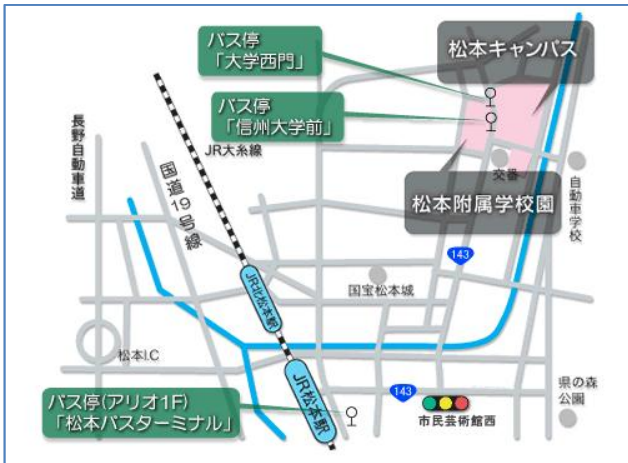 バス停
「大学西門」
松本キャンパス
バス停
「信州大学前」
長野自動車道
JR大糸線
国道19号線
交番
松本附属学校園
自動車学校
143
国宝松本城
JR北松本駅
松本I.C
バス停(アリオ1F)
「松本バスターミナル」
JR松本駅
143
市民芸術館西
県の森
公園